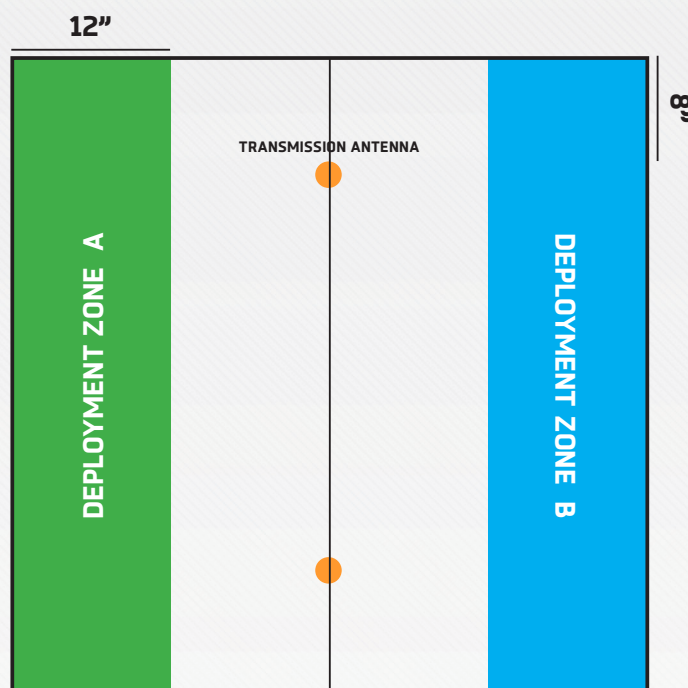 12”
8”
TRANSMISSION ANTENNA
DEPLOYMENT ZONE A
DEPLOYMENT ZONE B